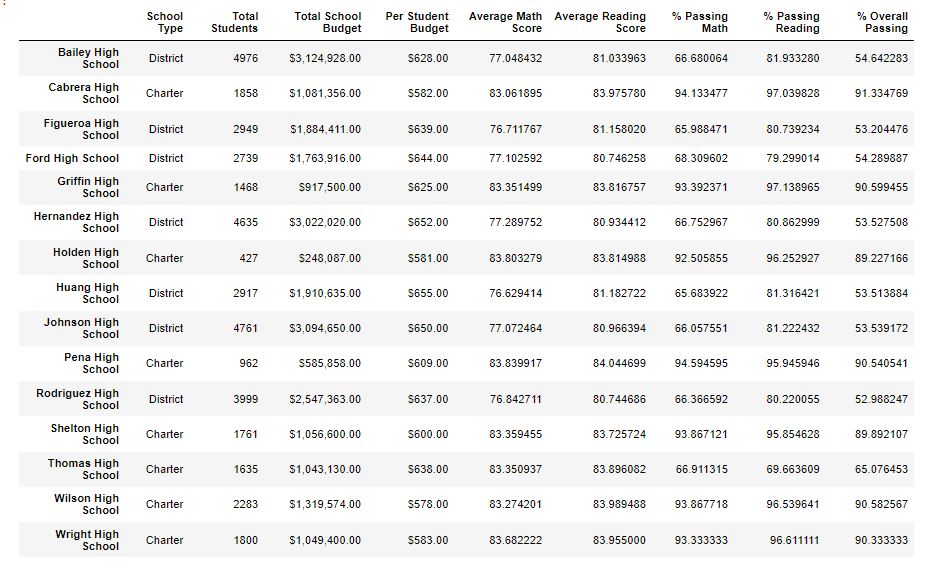 :
School Type Total Students Total School Budget Per Student Budget Average Math Score Average Reading Score % Passing Math % Passing Reading % Overall Passing
Bailey High School District 4976 $3,124,928.00 $628.00 77.048432 81.033963 66.680064 81.933280 54.642283
Cabrera High School Charter 1858 $1,081,356.00 $582.00 83.061895 83.975780 94.133477 97.039828 91.334769
Figueroa High School District 2949 $1,884,411.00 $639.00 76.711767 81.158020 65.988471 80.739234 53.204476
Ford High School District 2739 $1,763,916.00 $644.00 77.102592 80.746258 68.309602 79.299014 54.289887
Griffin High School Charter 1468 $917,500.00 $625.00 83.351499 83.816757 93.392371 97.138965 90.599455
Hernandez High School District 4635 $3,022,020.00 $652.00 77.289752 80.934412 66.752967 80.862999 53.527508
Holden High School Charter 427 $248,087.00 $581.00 83.803279 83.814988 92.505855 96.252927 89.227166
Huang High School District 2917 $1,910,635.00 $655.00 76.629414 81.182722 65.683922 81.316421 53.513884
Johnson High School District 4761 $3,094,650.00 $650.00 77.072464 80.966394 66.057551 81.222432 53.539172
Pena High School Charter 962 $585,858.00 $609.00 83.839917 84.044699 94.594595 95.945946 90.540541
Rodriguez High School District 3999 $2,547,363.00 $637.00 76.842711 80.744686 66.366592 80.220055 52.988247
Shelton High School Charter 1761 $1,056,600.00 $600.00 83.359455 83.725724 93.867121 95.854628 89.892107
Thomas High School Charter 1635 $1,043,130.00 $638.00 83.350937 83.896082 66.911315 69.663609 65.076453
Wilson High School Charter 2283 $1,319,574.00 $578.00 83.274201 83.989488 93.867718 96.539641 90.582567
Wright High School Charter 1800 $1,049,400.00 $583.00 83.682222 83.955000 93.333333 96.611111 90.333333